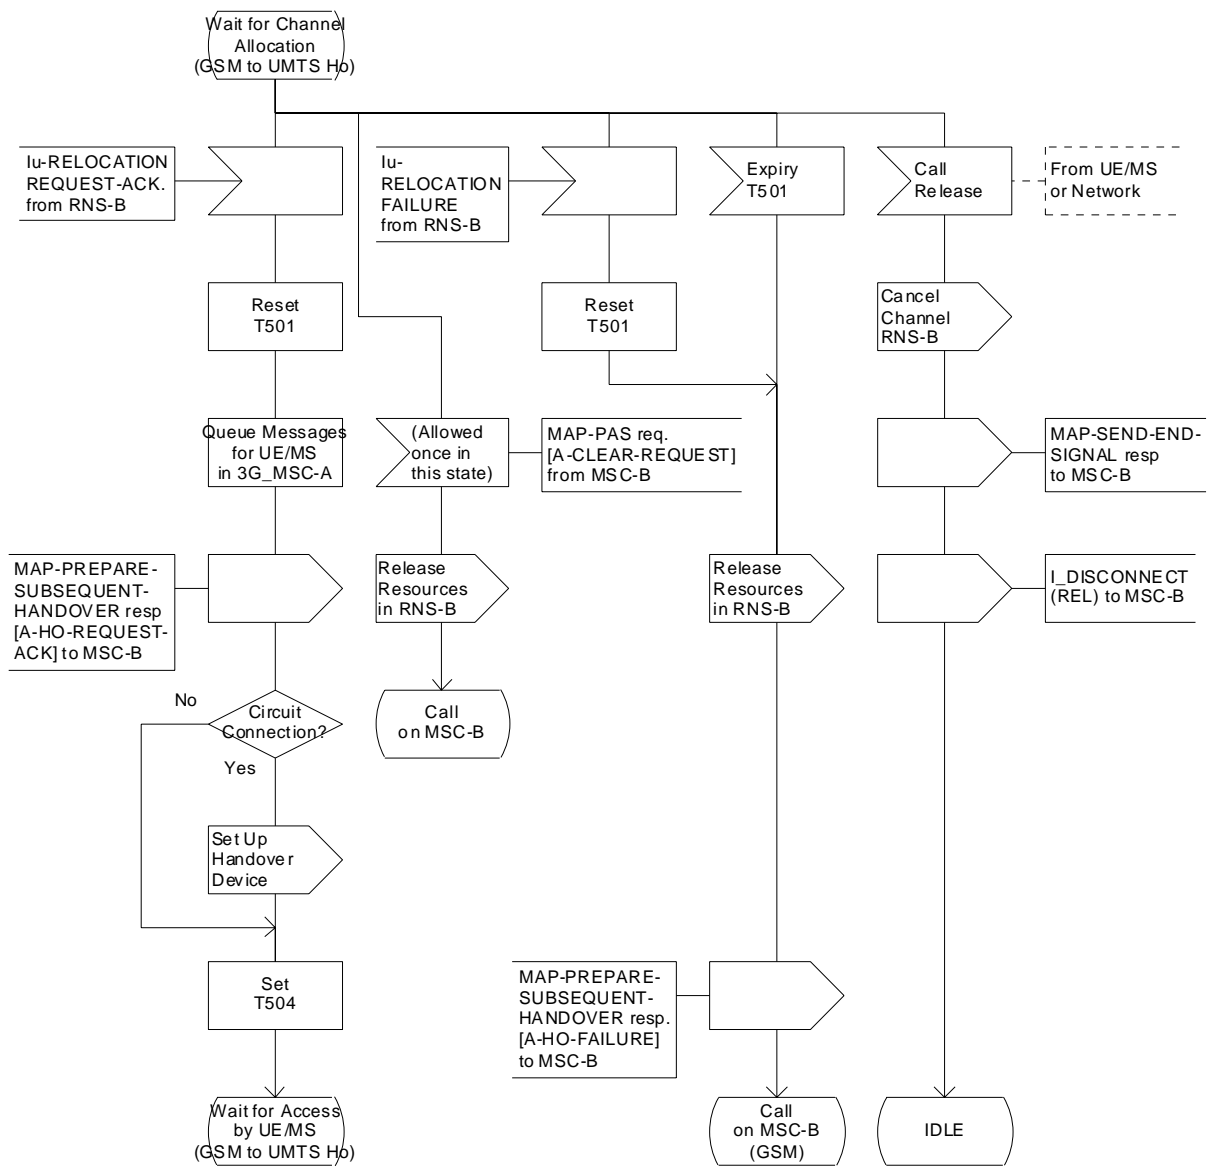 Wait for Channel
Allocation
(GSM to UMTS Ho)
Iu-RELOCATION
REQUEST-ACK.
from RNS-B
Iu-
RELOCATION
FAILURE
from RNS-B
Expiry
T501
Call
Release
From UE/MS
or Network
Reset
T501
Reset
T501
Cancel
Channel
RNS-B
Queue Messages
for UE/MS
in 3G_MSC-A
(Allowed
once in
this state)
MAP-PAS req.
[A-CLEAR-REQUEST]
from MSC-B
MAP-SEND-END-
SIGNAL resp
to MSC-B
MAP-PREPARE-
SUBSEQUENT-
HANDOVER resp
[A-HO-REQUEST-
ACK] to MSC-B
Release
Resources
in RNS-B
Release
Resources
in RNS-B
I_DISCONNECT
(REL) to MSC-B
No
Circuit
Connection?
Yes
Call
on MSC-B
Set Up
Handover
Device
Set
T504
MAP-PREPARE-
SUBSEQUENT-
HANDOVER resp.
[A-HO-FAILURE]
to MSC-B
Wait for Access
by UE/MS
(GSM to UMTS Ho)
Call
on MSC-B
(GSM)
IDLE